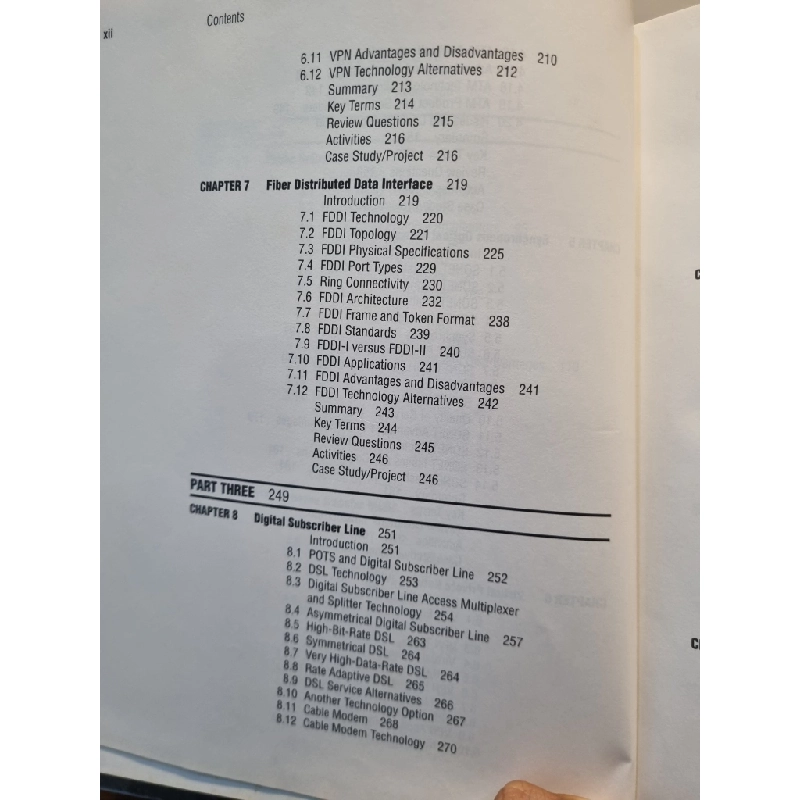 xii
Contents
6.11 VPN Advantages and Disadvantages 210
6.12 VPN Technology Alternatives 212
Summary 213
Key Terms 214
Review Questions 215
Activities 216
Case Study/Project 216
CHAPTER 7 Fiber Distributed Data Interface 219
Introduction 219
7.1 FDDI Technology 220
7.2 FDDI Topology 221
7.3 FDDI Physical Specifications 225
7.4 FDDI Port Types 229
7.5 Ring Connectivity 230
7.6 FDDI Architecture 232
7.7 FDDI Frame and Token Format 238
7.8 FDDI Standards 239
7.9 FDDI-I versus FDDI-II 240
7.10 FDDI Applications 241
7.11 FDDI Advantages and Disadvantages 241
7.12 FDDI Technology Alternatives 242
Summary 243
Key Terms 244
Review Questions 245
Activities 246
Case Study/Project 246
PART THREE 249
CHAPTER 8 Digital Subscriber Line 251
Introduction 251
8.1 POTS and Digital Subscriber Line 252
8.2 DSL Technology 253
8.3 Digital Subscriber Line Access Multiplexer
and Splitter Technology 254
8.4 Asymmetrical Digital Subscriber Line 257
8.5 High-Bit-Rate DSL 263
8.6 Symmetrical DSL 264
8.7 Very High-Data-Rate DSL 264
8.8 Rate Adaptive DSL 265
8.9 DSL Service Alternatives 266
8.10 Another Technology Option 267
8.11 Cable Modem 268
8.12 Cable Modem Technology 270